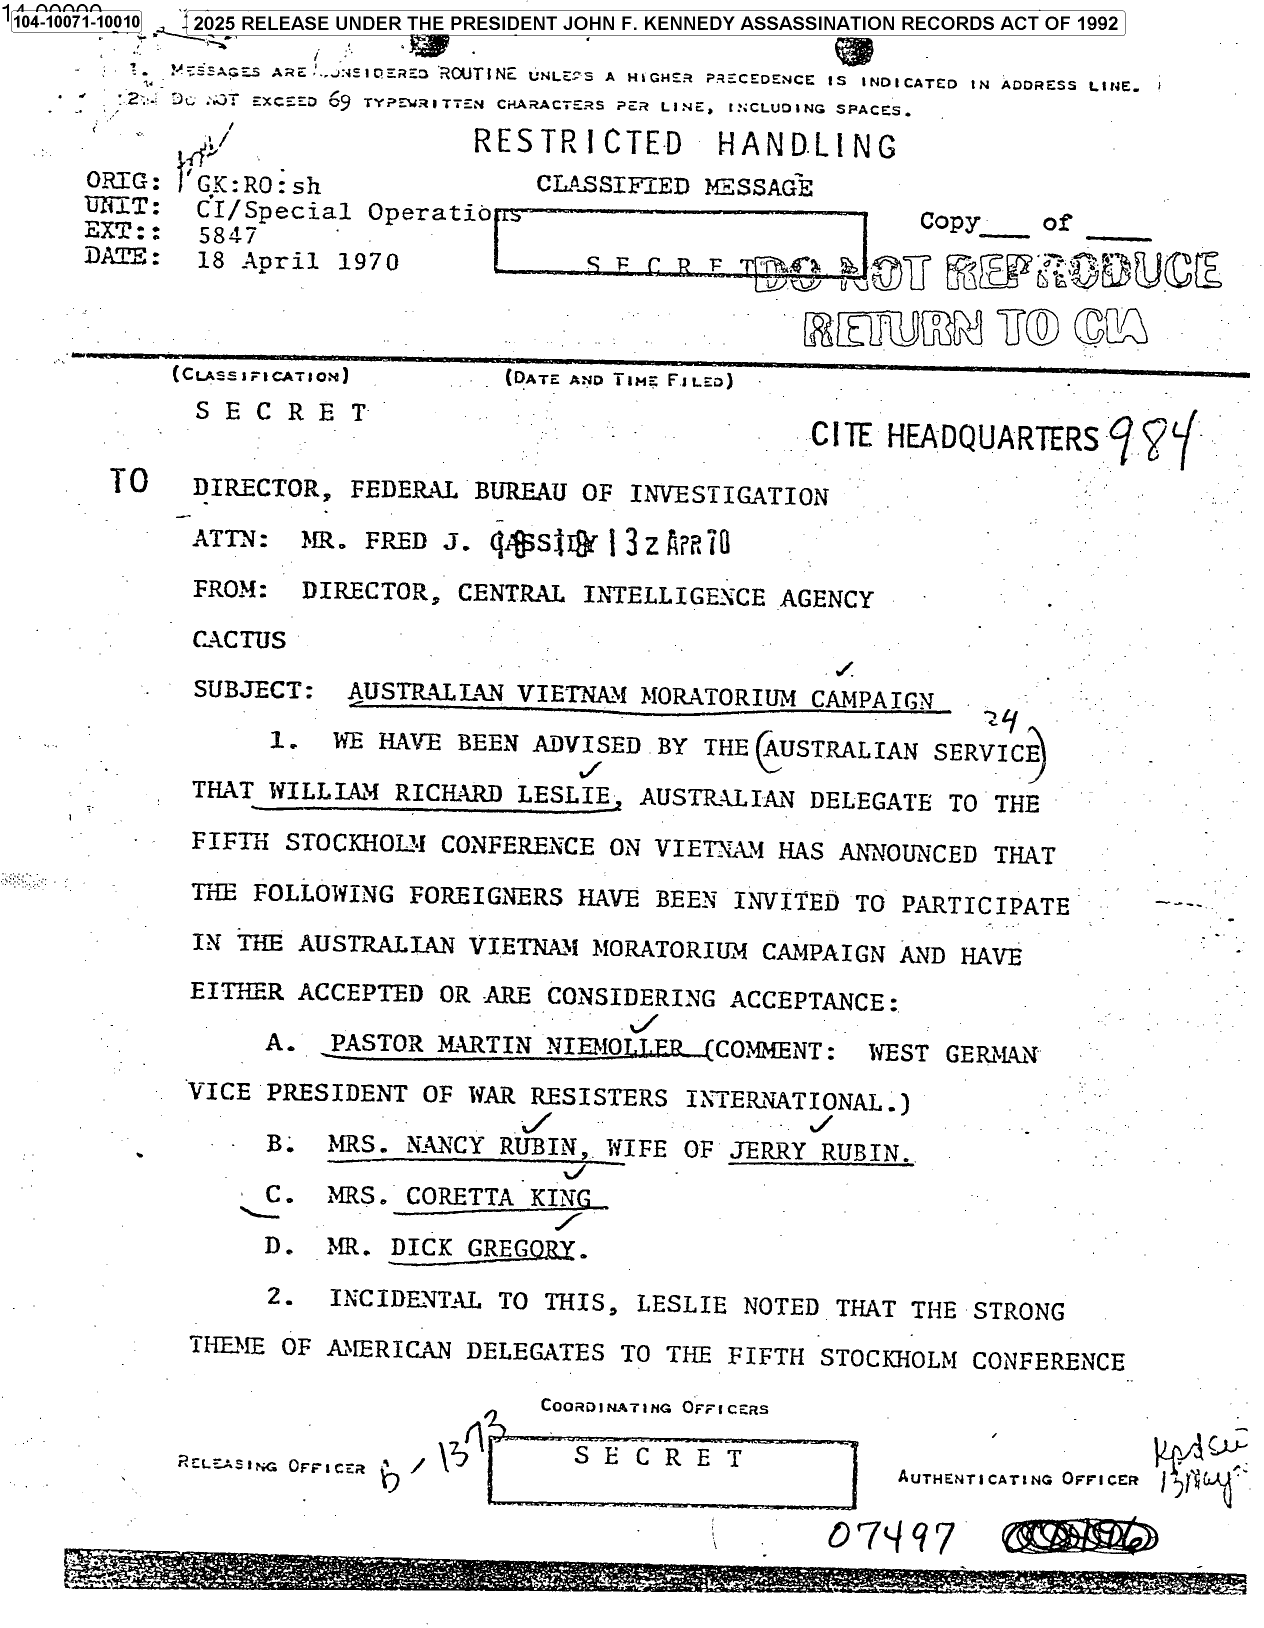 104-10071-10010
2025 RELEASE UNDER THE PRESIDENT JOHN F. KENNEDY ASSASSINATION RECORDS ACT OF 1992
1. MESSAGES ARE CONSIDERED ROUTINE UNLESS A HIGHER PRECEDENCE IS INDICATED IN ADDRESS LINE.
2. DO NOT EXCEED 69 TYPEWRITTEN CHARACTERS PER LINE, INCLUDING SPACES.
RESTRICTED HANDLING
ORIG: GK:RO:sh
CLASSIFIED MESSAGE
UNIT: CI/Special Operations
EXT:: 5847
Copy____ of ____
DATE: 18 April 1970
S E C R E T
DO NOT REPRODUCE
RETURN TO CIA
(CLASSIFICATION) (DATE AND TIME FILED)
S E C R E T
CITE HEADQUARTERS 984
TO DIRECTOR, FEDERAL BUREAU OF INVESTIGATION
ATTN: MR. FRED J. CASSIDY 13 Z APR 70
FROM: DIRECTOR, CENTRAL INTELLIGENCE AGENCY
CACTUS
SUBJECT: AUSTRALIAN VIETNAM MORATORIUM CAMPAIGN
24
1. WE HAVE BEEN ADVISED BY THE (AUSTRALIAN SERVICE)
THAT WILLIAM RICHARD LESLIE, AUSTRALIAN DELEGATE TO THE
FIFTH STOCKHOLM CONFERENCE ON VIETNAM HAS ANNOUNCED THAT
THE FOLLOWING FOREIGNERS HAVE BEEN INVITED TO PARTICIPATE
IN THE AUSTRALIAN VIETNAM MORATORIUM CAMPAIGN AND HAVE
EITHER ACCEPTED OR ARE CONSIDERING ACCEPTANCE:
A. PASTOR MARTIN NIEMOLLER (COMMENT: WEST GERMAN
VICE PRESIDENT OF WAR RESISTERS INTERNATIONAL.)
B. MRS. NANCY RUBIN, WIFE OF JERRY RUBIN.
C. MRS. CORETTA KING
D. MR. DICK GREGORY.
2. INCIDENTAL TO THIS, LESLIE NOTED THAT THE STRONG
THEME OF AMERICAN DELEGATES TO THE FIFTH STOCKHOLM CONFERENCE
COORDINATING OFFICERS
RELEASING OFFICER
S E C R E T
AUTHENTICATING OFFICER
13 May
07497